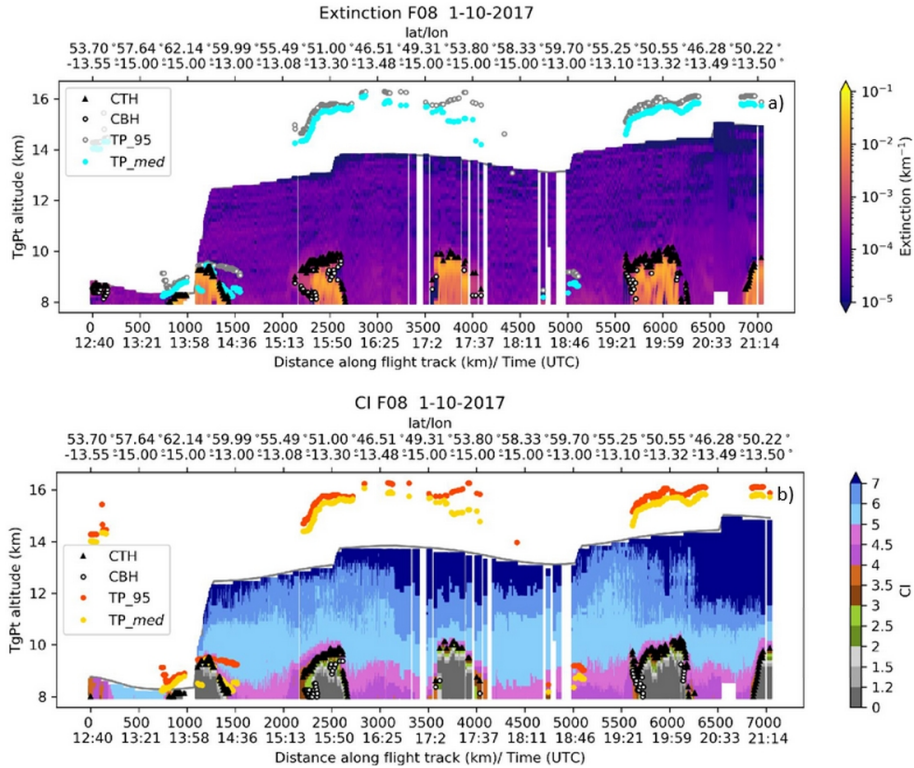 Extinction F08 1-10-2017
lat/lon
53.70 °57.64 °62.14 °59.99 °55.49 °51.00 °46.51 °49.31 °53.80 °58.33 °59.70 °55.25 °50.55 °46.28 °50.22 °
-13.55 °-15.00 °-15.00 °-13.00 °-13.08 °-13.30 °-13.48 °-15.00 °-15.00 °-15.00 °-13.00 °-13.10 °-13.32 °-13.49 °-13.50 °
a)
CTH
CBH
TP_95
TP_med
TgPt altitude (km)
16
14
12
10
8
0 500 1000 1500 2000 2500 3000 3500 4000 4500 5000 5500 6000 6500 7000
12:40 13:21 13:58 14:36 15:13 15:50 16:25 17:2 17:37 18:11 18:46 19:21 19:59 20:33 21:14
Distance along flight track (km)/ Time (UTC)
10⁻¹
10⁻²
10⁻³
10⁻⁴
10⁻⁵
Extinction (km⁻¹)
CI F08 1-10-2017
lat/lon
53.70 °57.64 °62.14 °59.99 °55.49 °51.00 °46.51 °49.31 °53.80 °58.33 °59.70 °55.25 °50.55 °46.28 °50.22 °
-13.55 °-15.00 °-15.00 °-13.00 °-13.08 °-13.30 °-13.48 °-15.00 °-15.00 °-15.00 °-13.00 °-13.10 °-13.32 °-13.49 °-13.50 °
b)
CTH
CBH
TP_95
TP_med
TgPt altitude (km)
16
14
12
10
8
0 500 1000 1500 2000 2500 3000 3500 4000 4500 5000 5500 6000 6500 7000
12:40 13:21 13:58 14:36 15:13 15:50 16:25 17:2 17:37 18:11 18:46 19:21 19:59 20:33 21:14
Distance along flight track (km)/ Time (UTC)
7
6
5
4.5
4
3.5
3
2.5
2
1.5
1.2
0
CI